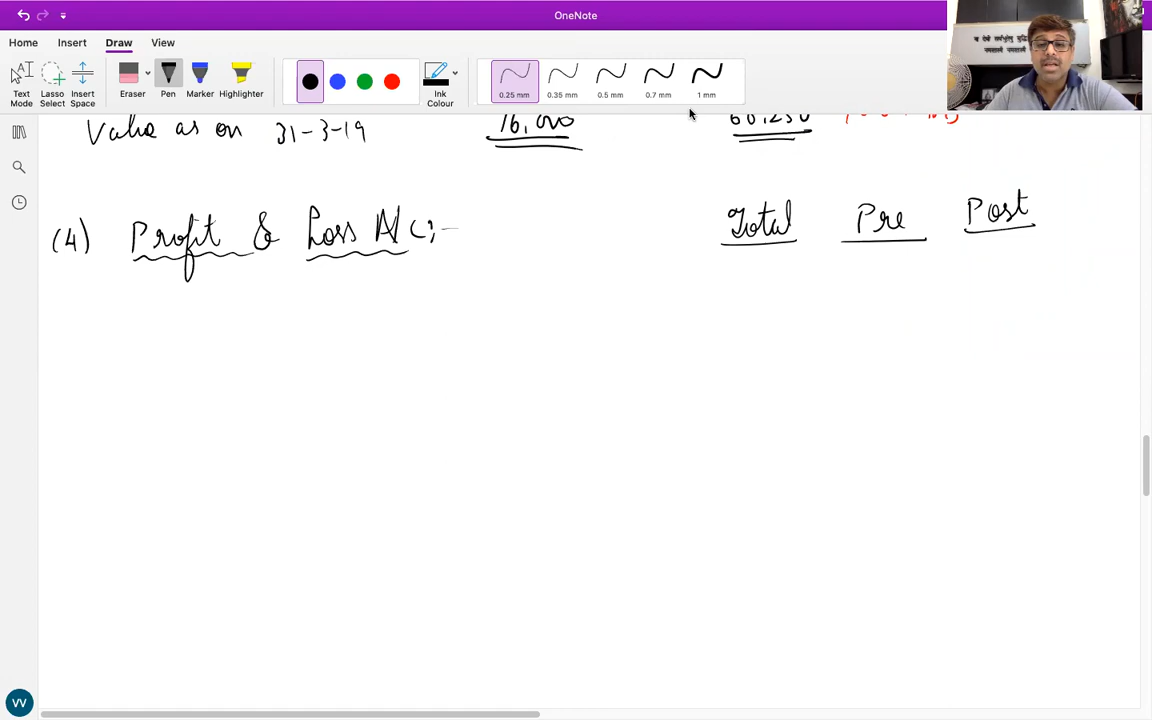 OneNote
Home Insert Draw View
Text Mode
Lasso Select
Insert Space
Eraser
Pen
Marker
Highlighter
Ink Colour
0.25 mm
0.35 mm
0.5 mm
0.7 mm
1 mm
Value as on 31-3-19 16,000 60,250
(4) Profit & Loss A/c:- Total Pre Post
VV